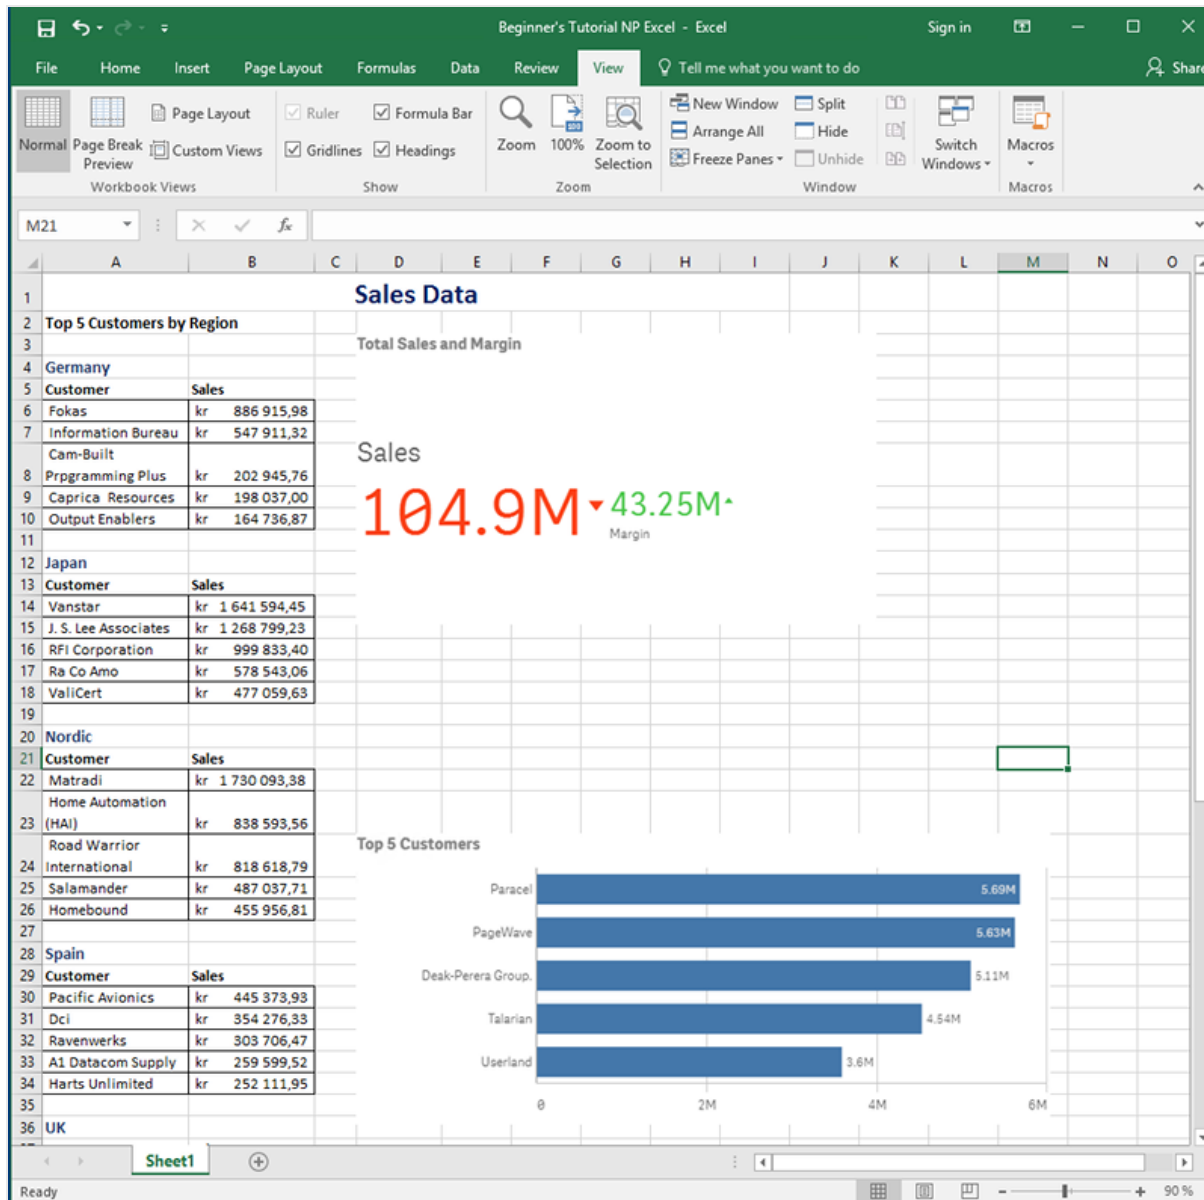 Beginner's Tutorial NP Excel - Excel
Sign in
File Home Insert Page Layout Formulas Data Review View Tell me what you want to do Share
Normal
Page Break Preview
Page Layout
Custom Views
Workbook Views
Ruler Formula Bar
Gridlines Headings
Show
Zoom
100%
Zoom to Selection
Zoom
New Window
Arrange All
Freeze Panes
Split
Hide
Unhide
Window
Switch Windows
Macros
Macros
M21
fx
A B C D E F G H I J K L M N O
1 Sales Data
2 Top 5 Customers by Region
3
4 Germany
5 Customer Sales
6 Fokas kr 886 915,98
7 Information Bureau kr 547 911,32
Cam-Built
8 Prpgramming Plus kr 202 945,76
9 Caprica Resources kr 198 037,00
10 Output Enablers kr 164 736,87
11
12 Japan
13 Customer Sales
14 Vanstar kr 1 641 594,45
15 J. S. Lee Associates kr 1 268 799,23
16 RFI Corporation kr 999 833,40
17 Ra Co Amo kr 578 543,06
18 ValiCert kr 477 059,63
19
20 Nordic
21 Customer Sales
22 Matradi kr 1 730 093,38
Home Automation
23 (HAI) kr 838 593,56
Road Warrior
24 International kr 818 618,79
25 Salamander kr 487 037,71
26 Homebound kr 455 956,81
27
28 Spain
29 Customer Sales
30 Pacific Avionics kr 445 373,93
31 Dci kr 354 276,33
32 Ravenwerks kr 303 706,47
33 A1 Datacom Supply kr 259 599,52
34 Harts Unlimited kr 252 111,95
35
36 UK
Total Sales and Margin
Sales
104.9M 43.25M
Margin
Top 5 Customers
Paracel 5.69M
PageWave 5.63M
Deak-Perera Group. 5.11M
Talarian 4.54M
Userland 3.6M
0 2M 4M 6M
Sheet1
Ready
90 %